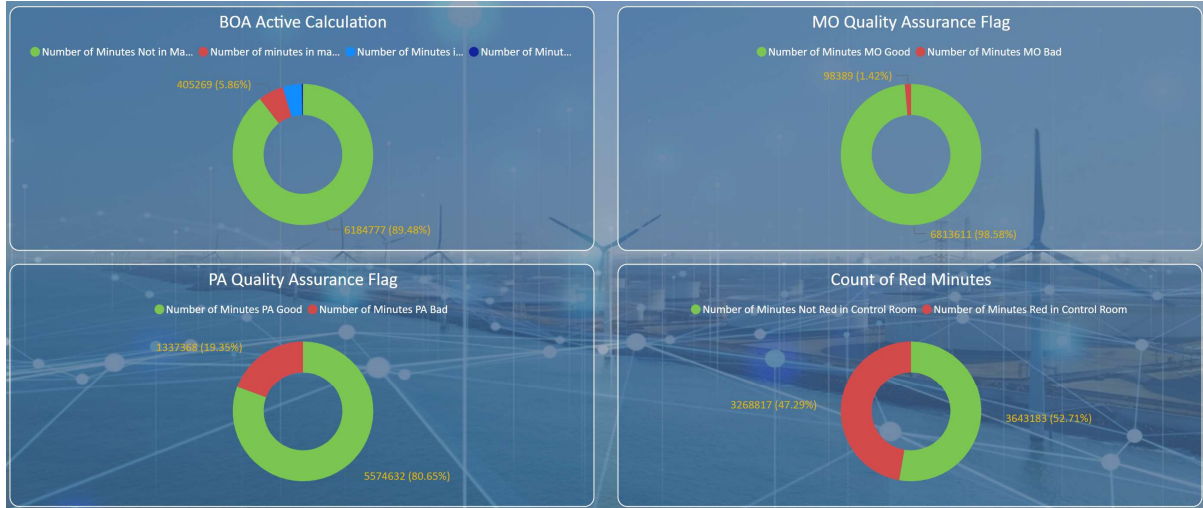 BOA Active Calculation
Number of Minutes Not in Ma... Number of minutes in ma... Number of Minutes i... Number of Minut...
405269 (5.86%)
6184777 (89.48%)
MO Quality Assurance Flag
Number of Minutes MO Good Number of Minutes MO Bad
98389 (1.42%)
6813611 (98.58%)
PA Quality Assurance Flag
Number of Minutes PA Good Number of Minutes PA Bad
1337368 (19.35%)
5574632 (80.65%)
Count of Red Minutes
Number of Minutes Not Red in Control Room Number of Minutes Red in Control Room
3268817 (47.29%)
3643183 (52.71%)